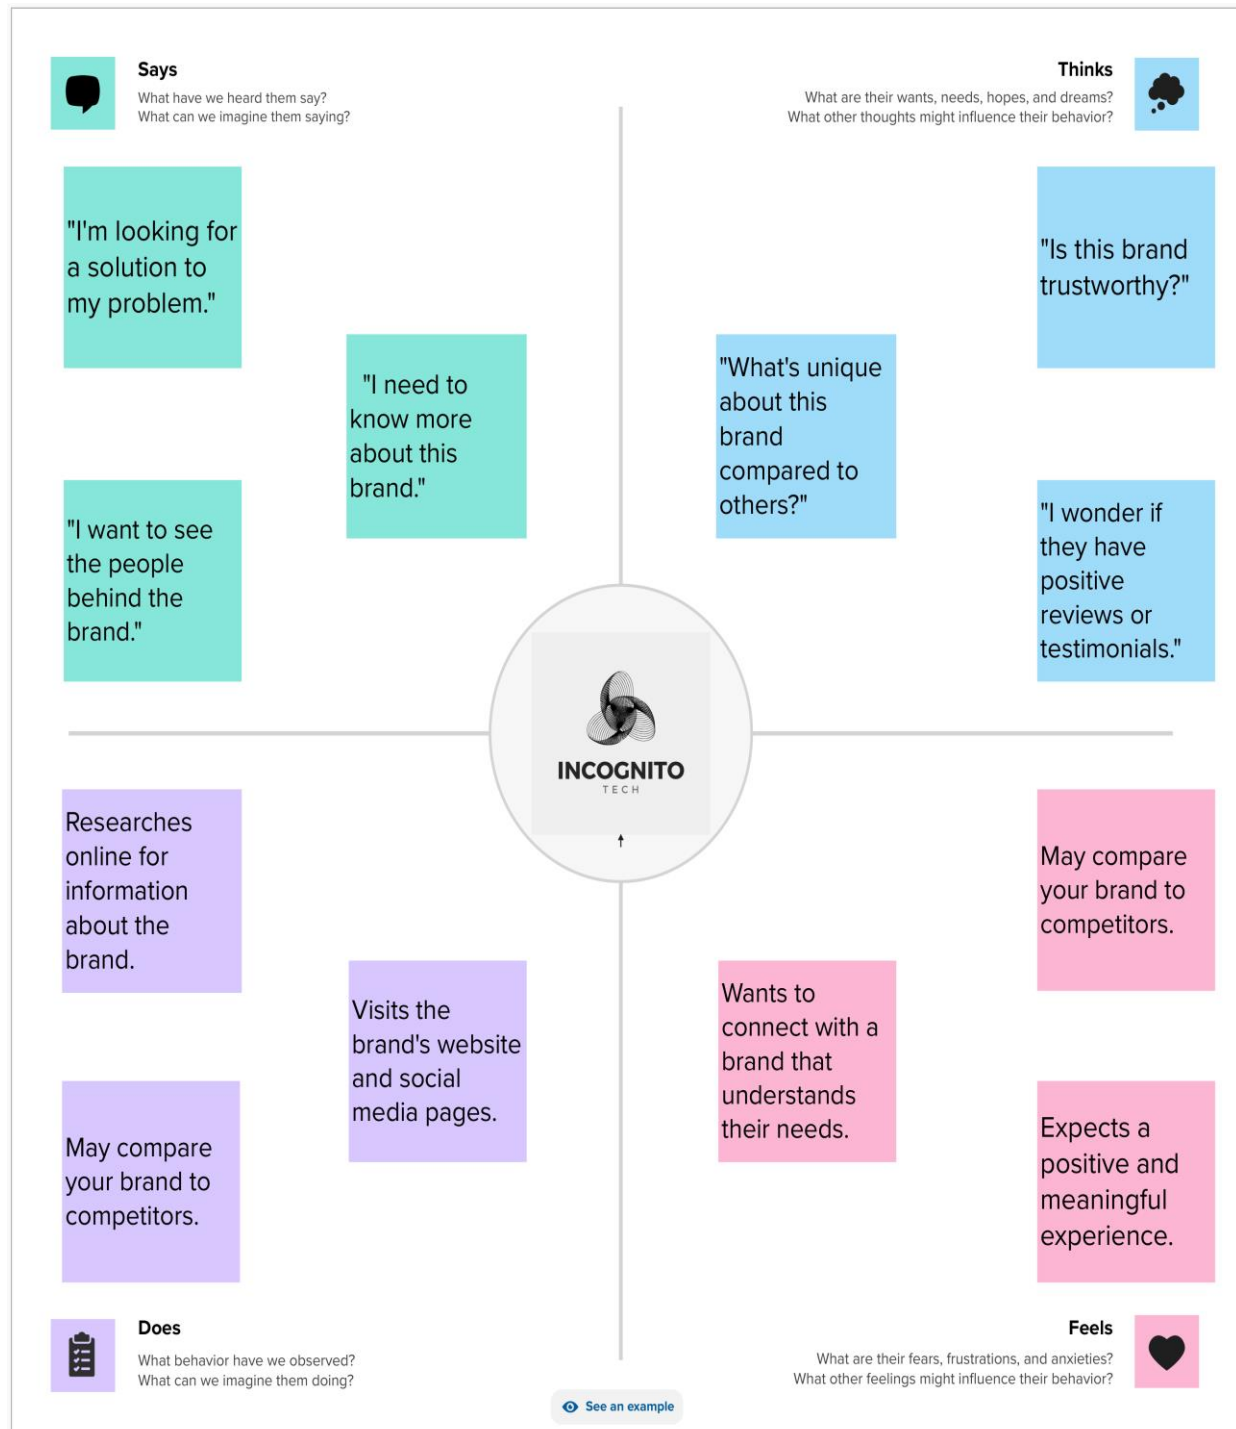 Says
What have we heard them say?
What can we imagine them saying?
Thinks
What are their wants, needs, hopes, and dreams?
What other thoughts might influence their behavior?
"I'm looking for
a solution to
my problem."
"I need to
know more
about this
brand."
"I want to see
the people
behind the
brand."
"What's unique
about this
brand
compared to
others?"
"Is this brand
trustworthy?"
"I wonder if
they have
positive
reviews or
testimonials."
INCOGNITO
TECH
Researches
online for
information
about the
brand.
Visits the
brand's website
and social
media pages.
May compare
your brand to
competitors.
Wants to
connect with a
brand that
understands
their needs.
May compare
your brand to
competitors.
Expects a
positive and
meaningful
experience.
Does
What behavior have we observed?
What can we imagine them doing?
Feels
What are their fears, frustrations, and anxieties?
What other feelings might influence their behavior?
See an example